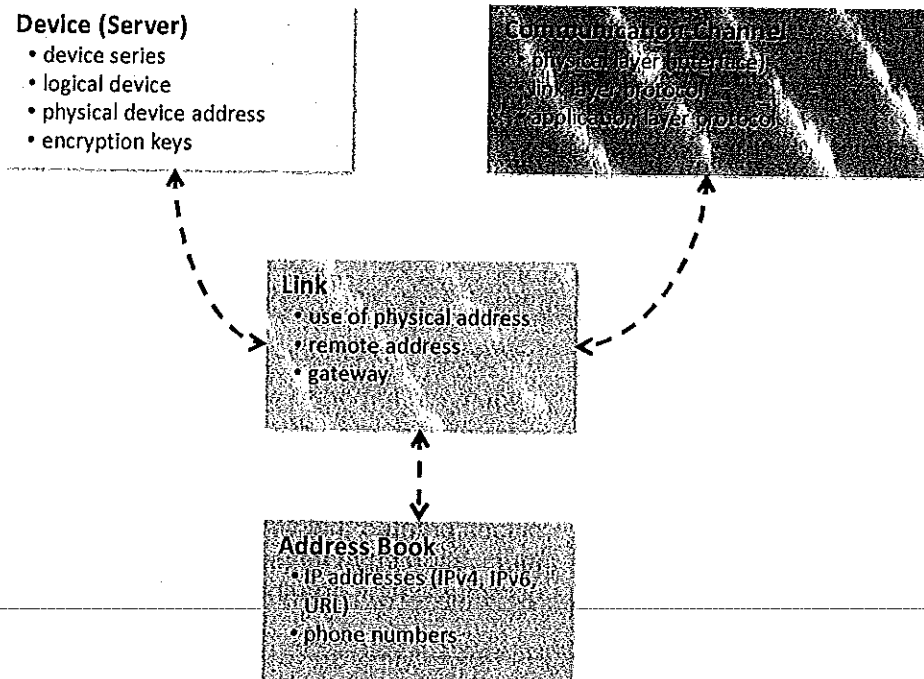 Device (Server)
• device series
• logical device
• physical device address
• encryption keys
Communication Channel
• physical layer (interface)
• link layer protocol
• application layer protocol
Link
• use of physical address
• remote address
• gateway
Address Book
• IP addresses (IPv4, IPv6,
URL)
• phone numbers